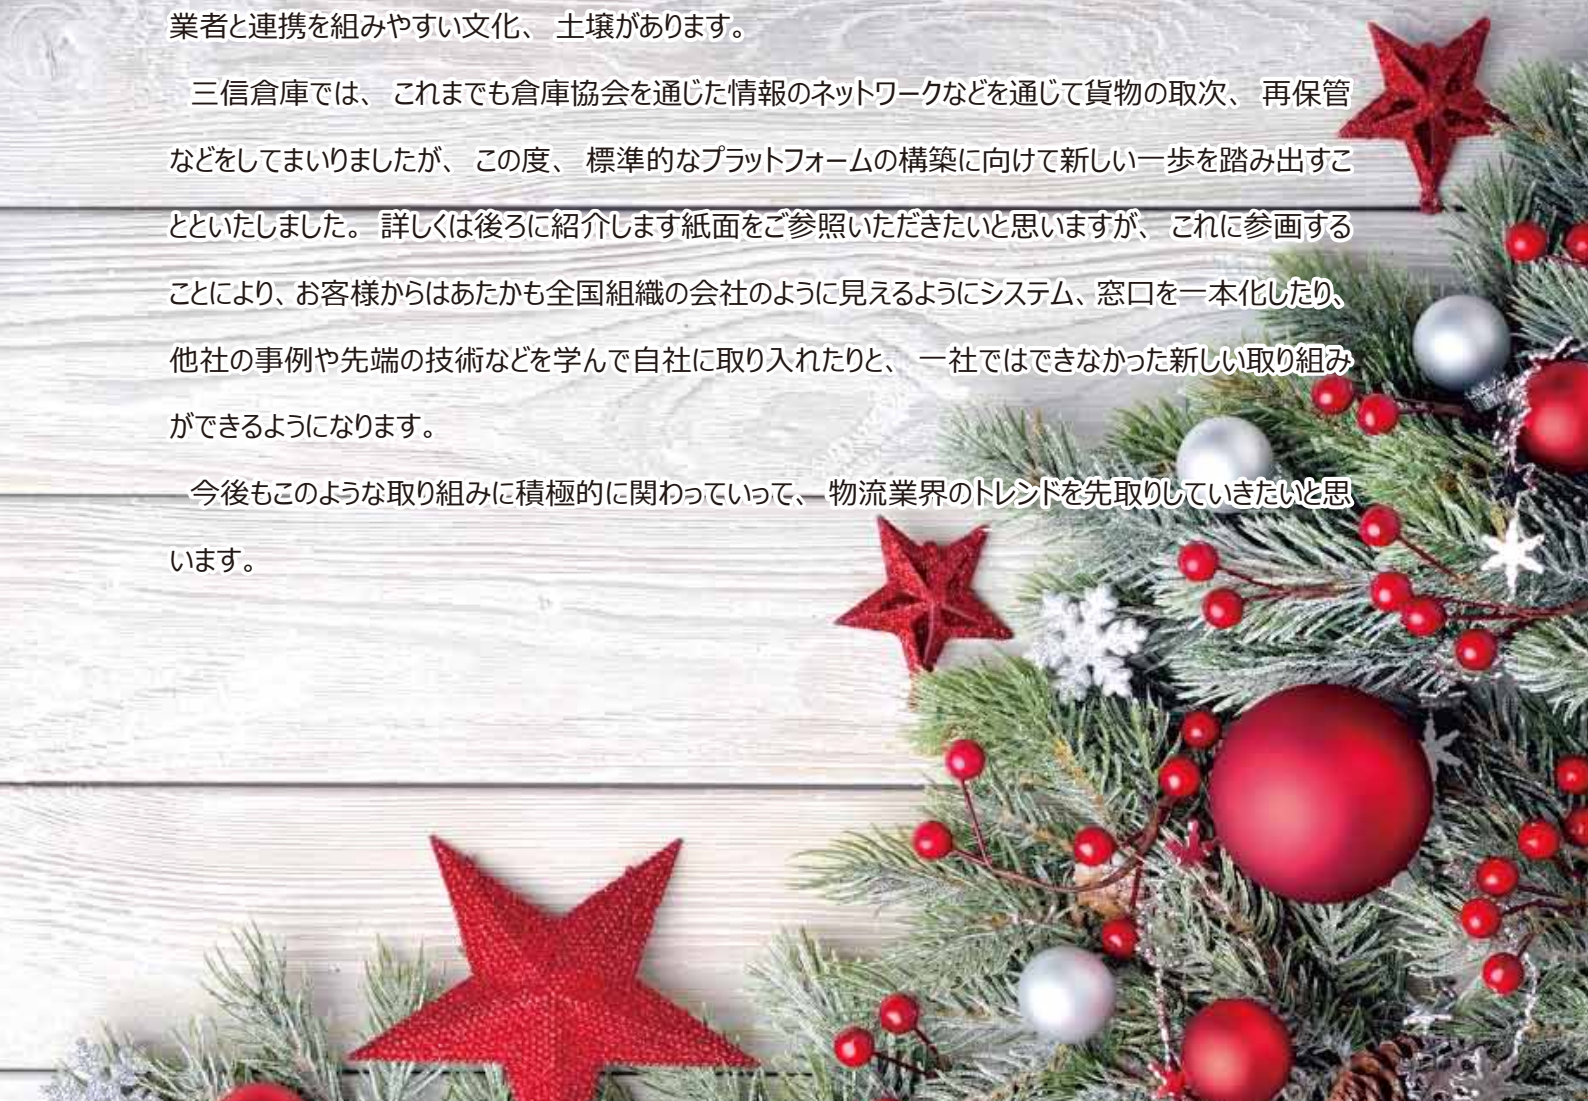 業者と連携を組みやすい文化、 土壌があります。
三信倉庫では、 これまでも倉庫協会を通じた情報のネットワークなどを通じて貨物の取次、 再保管
などをしてまいりましたが、 この度、 標準的なプラットフォームの構築に向けて新しい一歩を踏み出すこ
とといたしました。 詳しくは後ろに紹介します紙面をご参照いただきたいと思いますが、 これに参画する
ことにより、お客様からはあたかも全国組織の会社のように見えるようにシステム、窓口を一本化したり、
他社の事例や先端の技術などを学んで自社に取り入れたりと、 一社ではできなかった新しい取り組み
ができるようになります。
今後もこのような取り組みに積極的に関わっていって、 物流業界のトレンドを先取りしていきたいと思
います。